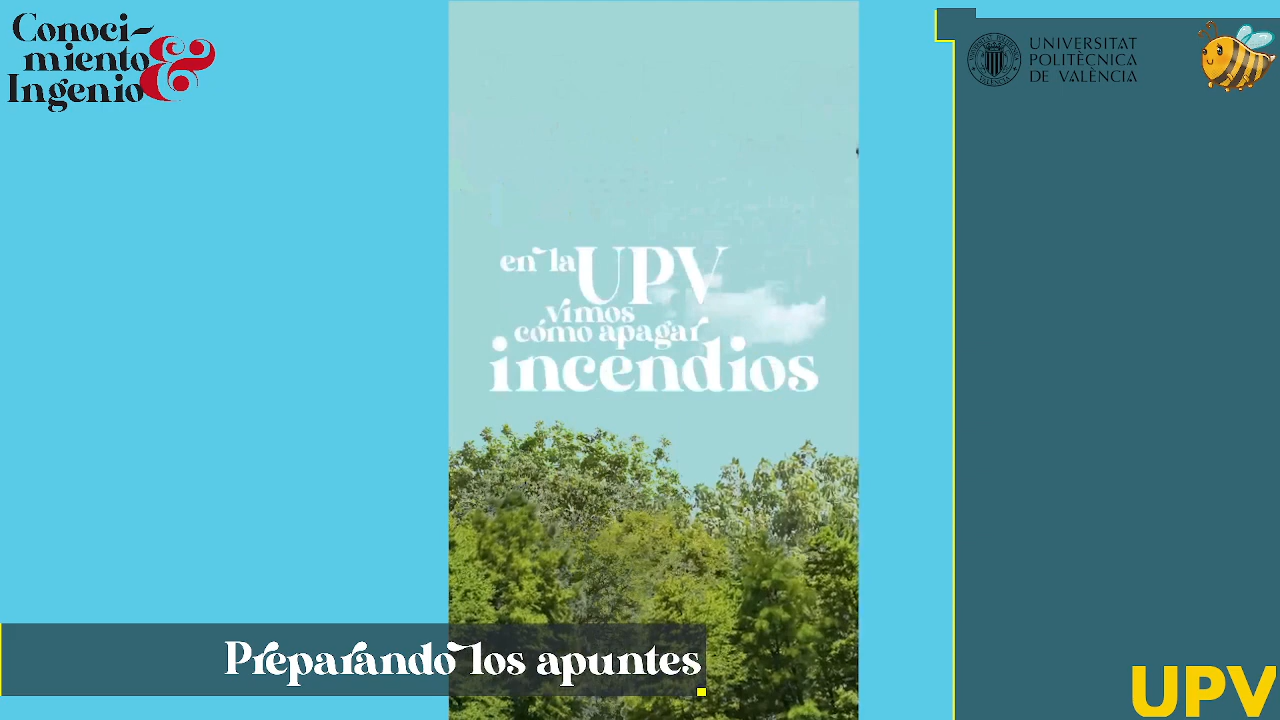 Conoci-
miento &
Ingenio
UNIVERSITAT
POLITÈCNICA
DE VALÈNCIA
en la UPV
vimos
cómo apagar
incendios
Preparando los apuntes
UPV